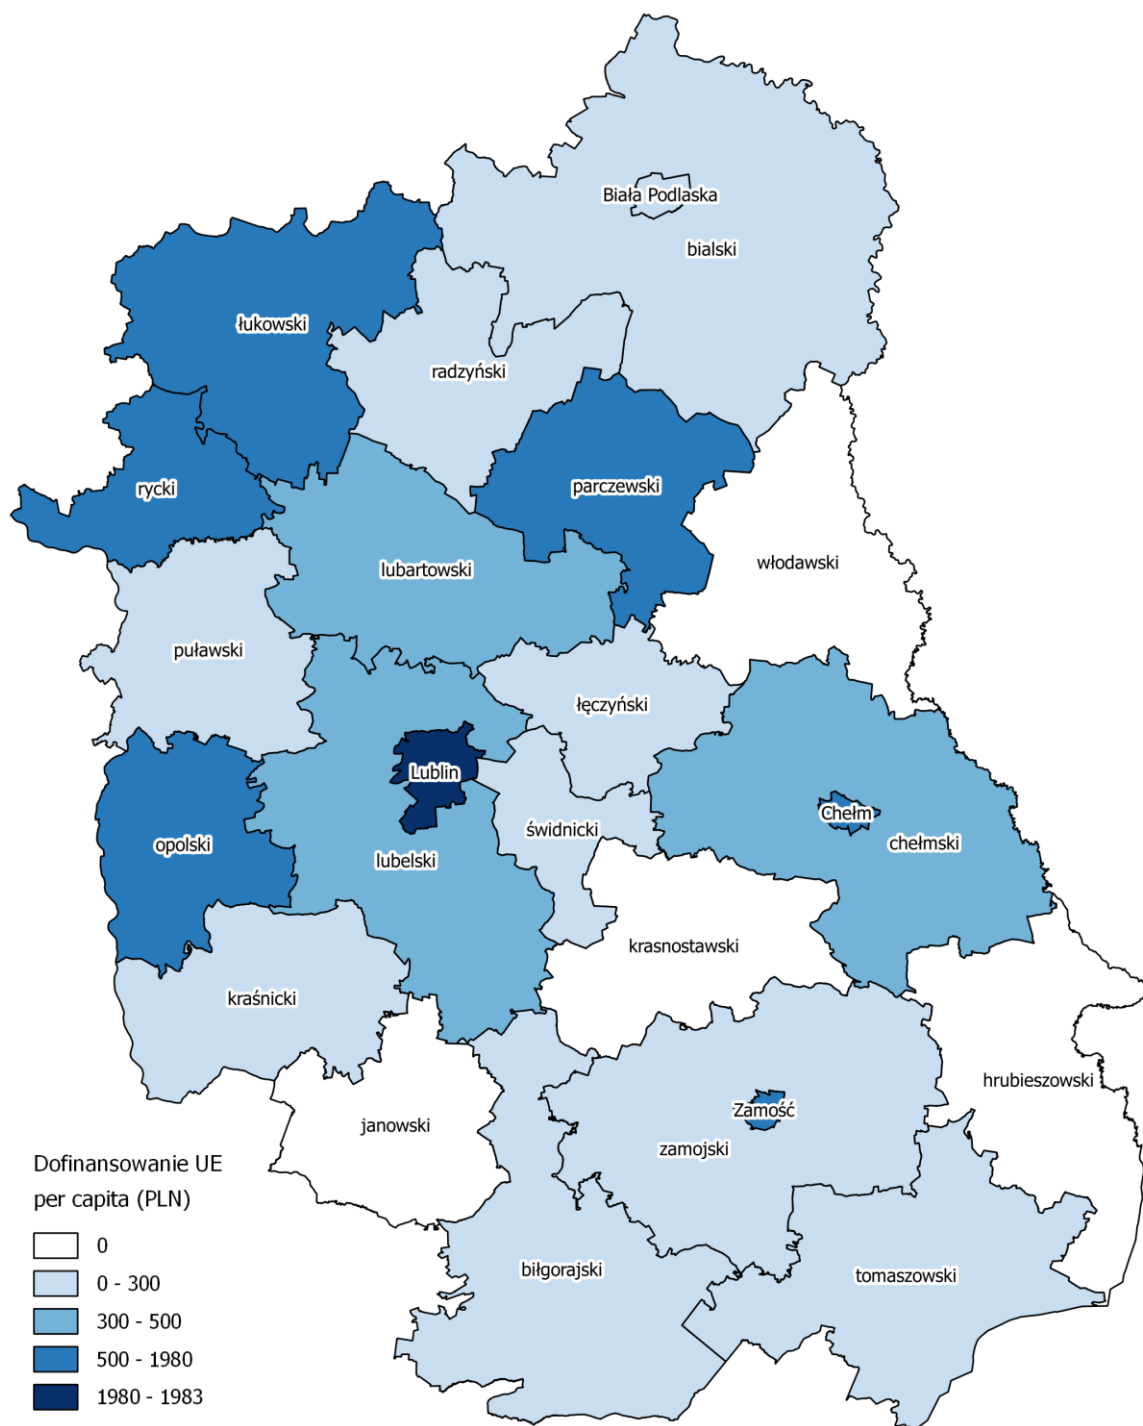 Biała Podlaska
bialski
łukowski
radzyński
rycki
parczewski
lubartowski
włodawski
puławski
łęczyński
Lublin
Chełm
świdnicki
opolski
lubelski
chełmski
krasnostawski
kraśnicki
hrubieszowski
janowski
Zamość
zamojski
biłgorajski
tomaszowski
Dofinansowanie UE
per capita (PLN)
0
0 - 300
300 - 500
500 - 1980
1980 - 1983